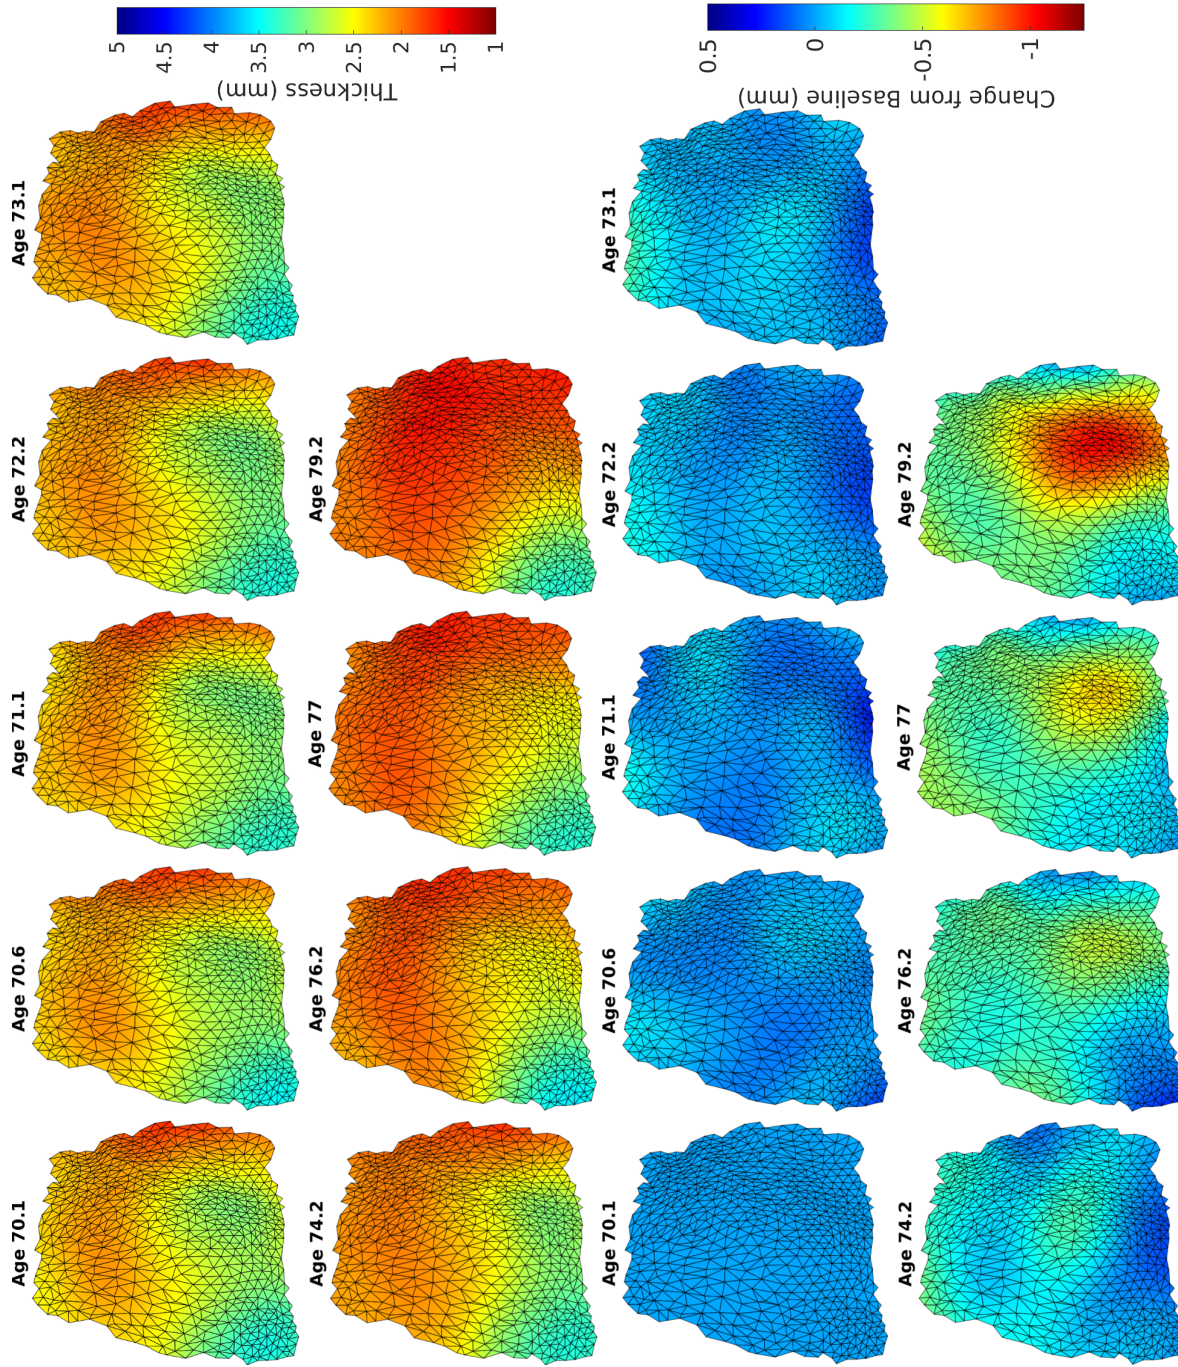 Age 70.1
Age 70.6
Age 71.1
Age 72.2
Age 73.1
5
4.5
4
3.5
3
2.5
2
1.5
1
Thickness (mm)
Age 74.2
Age 76.2
Age 77
Age 79.2
Age 70.1
Age 70.6
Age 71.1
Age 72.2
Age 73.1
0.5
0
-0.5
-1
Change from Baseline (mm)
Age 74.2
Age 76.2
Age 77
Age 79.2